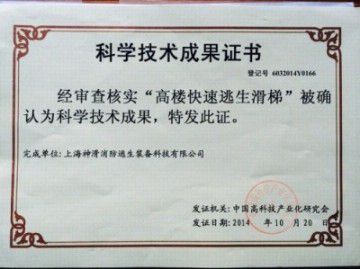 科学技术成果证书
登记号 6032014Y0166
经审查核实“高楼快速逃生滑梯”被确
认为科学技术成果，特发此证。
完成单位：上海神滑消防逃生装备科技有限公司
发证机关：中国高科技产业化研究会
发证日期：2014 年 10 月 20 日